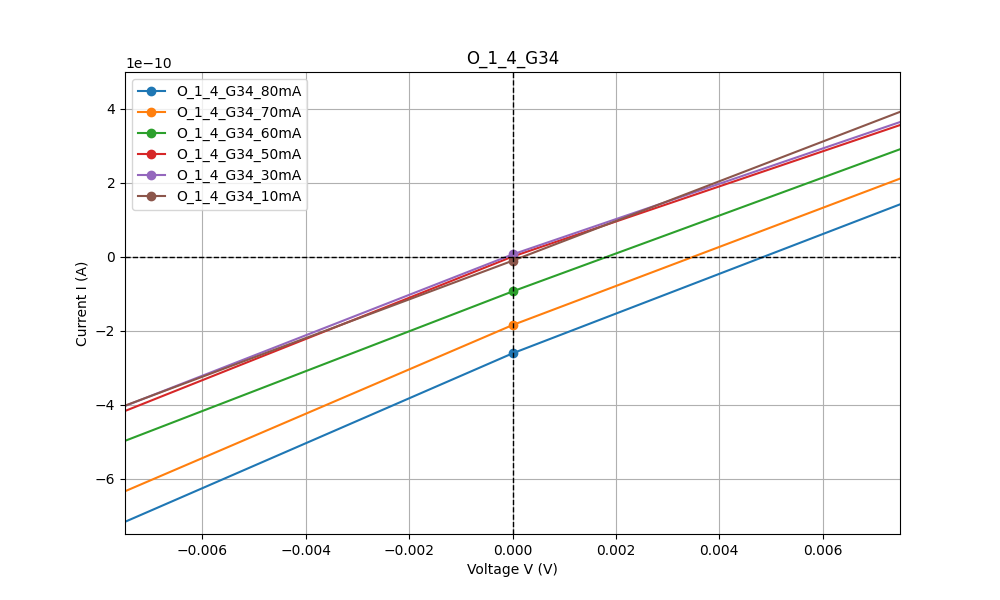 O_1_4_G34
1e−10
O_1_4_G34_80mA
O_1_4_G34_70mA
O_1_4_G34_60mA
O_1_4_G34_50mA
O_1_4_G34_30mA
O_1_4_G34_10mA
4
2
0
−2
−4
−6
Current I (A)
−0.006 −0.004 −0.002 0.000 0.002 0.004 0.006
Voltage V (V)